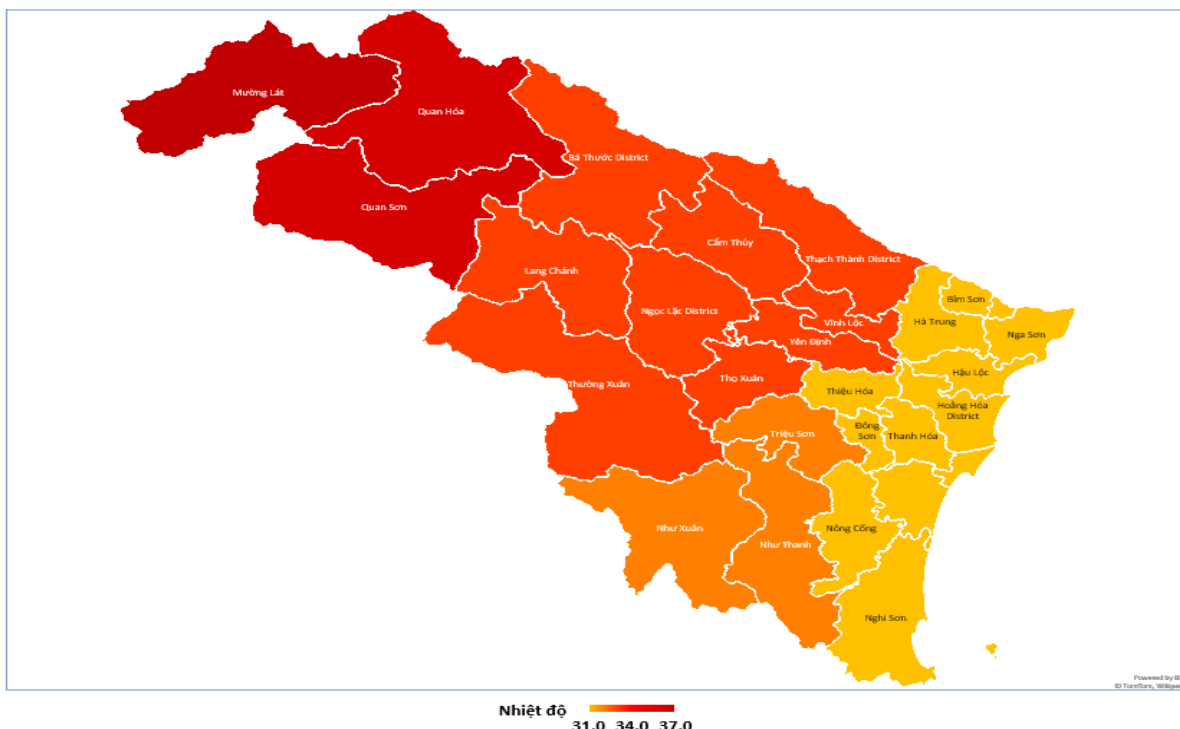 Mường Lát
Quan Hóa
Bá Thước District
Quan Sơn
Cẩm Thủy
Thạch Thành District
Lang Chánh
Bỉm Sơn
Ngọc Lặc District
Vĩnh Lộc
Hà Trung
Nga Sơn
Yên Định
Hậu Lộc
Thọ Xuân
Thường Xuân
Thiệu Hóa
Hoằng Hóa
District
Triệu Sơn
Đông
Sơn
Thanh Hóa
Như Xuân
Nông Cống
Như Thanh
Nghi Sơn
Powered by Bi
© TomTom, Wikipe
Nhiệt độ
31.0 34.0 37.0